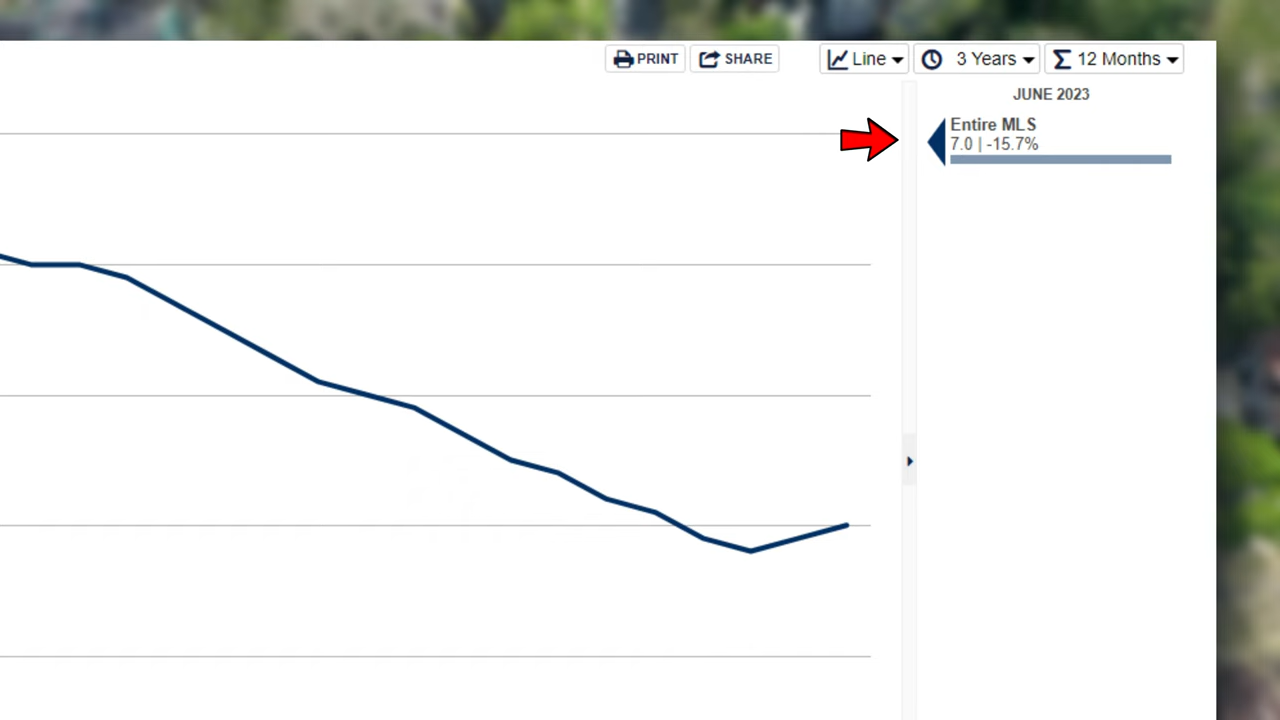 PRINT
SHARE
Line
3 Years
12 Months
JUNE 2023
Entire MLS
7.0 | -15.7%